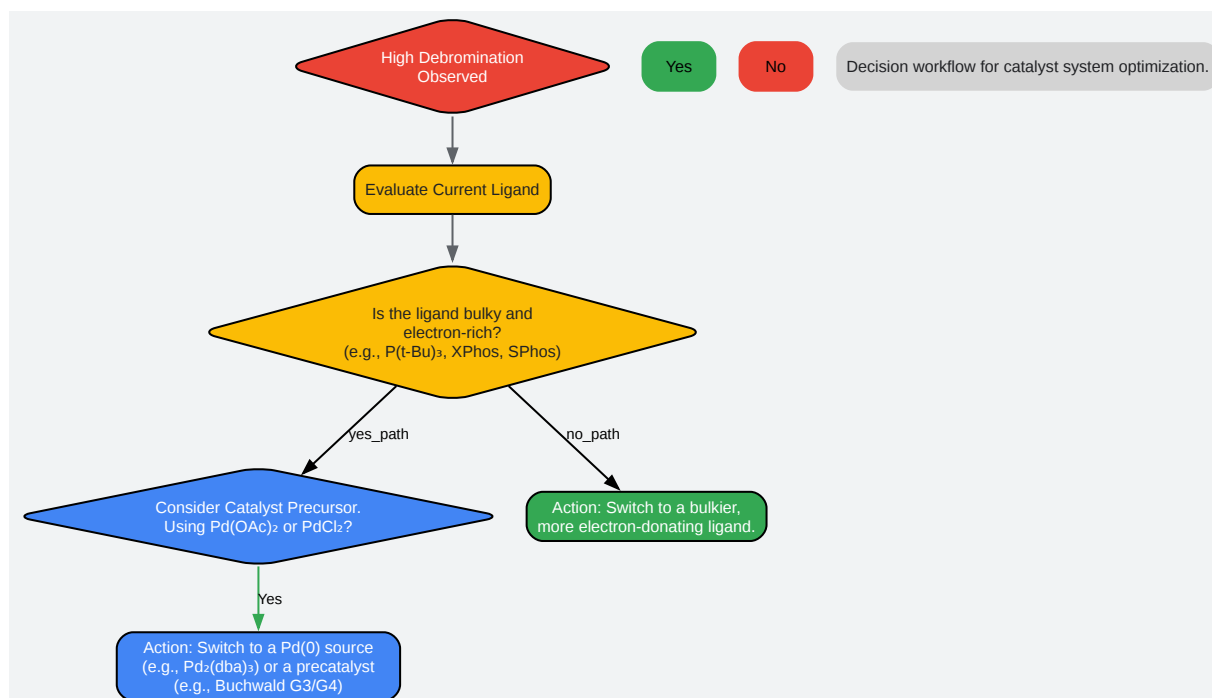 High Debromination
Observed
Yes
No
Decision workflow for catalyst system optimization.
Evaluate Current Ligand
Is the ligand bulky and
electron-rich?
(e.g., P(t-Bu)₃, XPhos, SPhos)
yes_path
no_path
Consider Catalyst Precursor.
Using Pd(OAc)₂ or PdCl₂?
Action: Switch to a bulkier,
more electron-donating ligand.
Yes
Action: Switch to a Pd(0) source
(e.g., Pd₂(dba)₃) or a precatalyst
(e.g., Buchwald G3/G4)